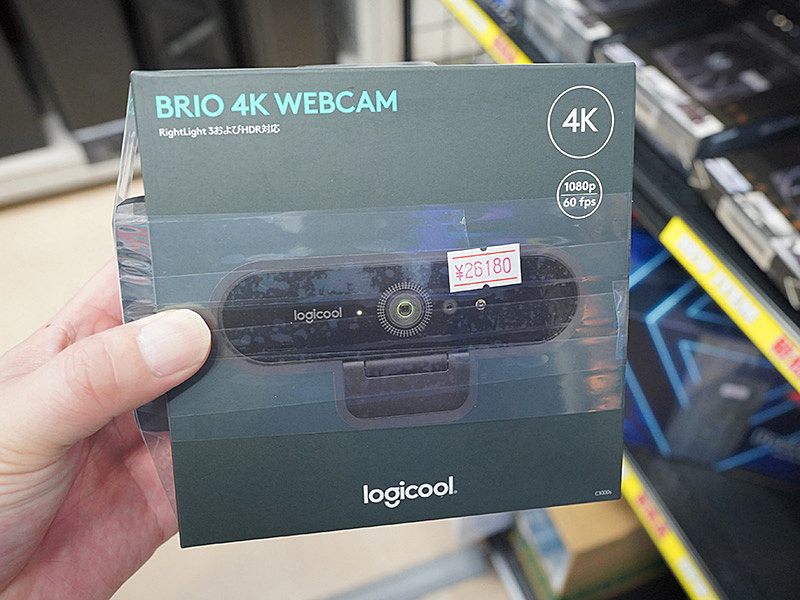 BRIO 4K WEBCAM
RightLight 3およびHDR対応
4K
1080p
60 fps
¥26180
logicool
logicool
C1000s